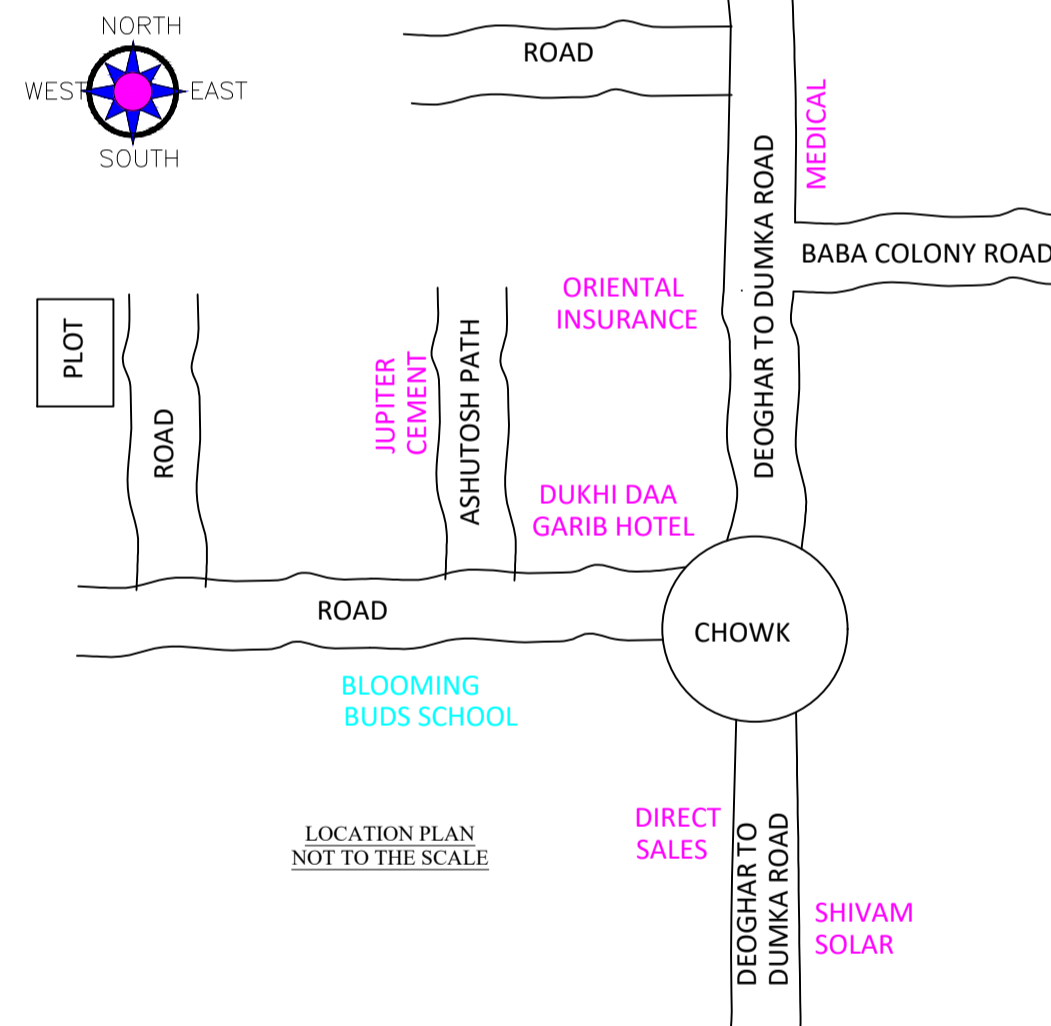 NORTH
WEST
EAST
SOUTH
ROAD
MEDICAL
DEOGHAR TO DUMKA ROAD
BABA COLONY ROAD
ORIENTAL
INSURANCE
PLOT
ROAD
JUPITER
CEMENT
ASHUTOSH PATH
DUKHI DAA
GARIB HOTEL
ROAD
CHOWK
BLOOMING
BUDS SCHOOL
LOCATION PLAN
NOT TO THE SCALE
DIRECT
SALES
DEOGHAR TO
DUMKA ROAD
SHIVAM
SOLAR